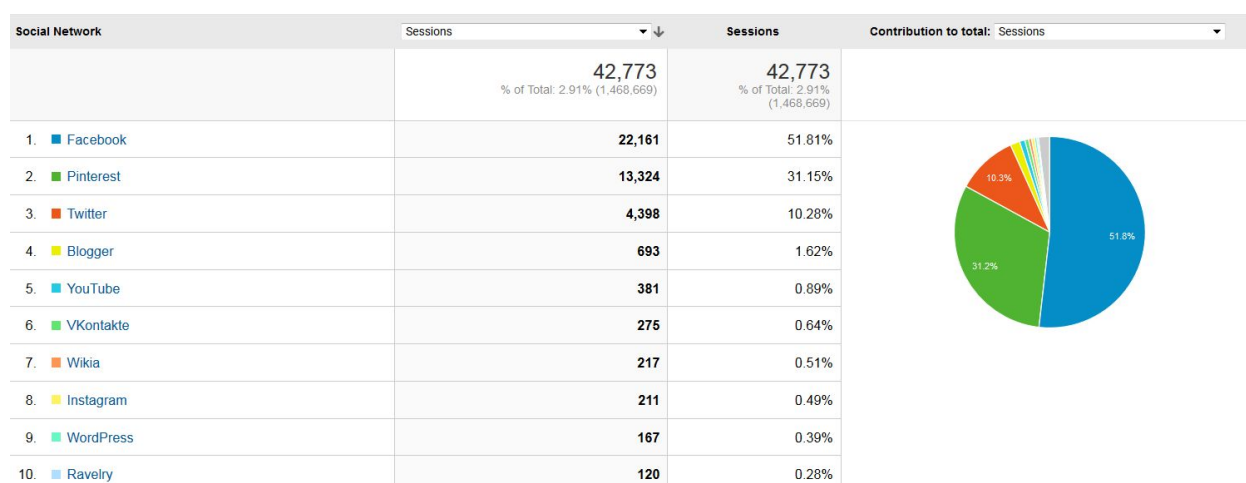 Social Network Sessions Sessions Contribution to total: Sessions
42,773 42,773
% of Total: 2.91% (1,468,669) % of Total: 2.91%
(1,468,669)
1. Facebook 22,161 51.81%
2. Pinterest 13,324 31.15%
3. Twitter 4,398 10.28%
4. Blogger 693 1.62%
5. YouTube 381 0.89%
6. VKontakte 275 0.64%
7. Wikia 217 0.51%
8. Instagram 211 0.49%
9. WordPress 167 0.39%
10. Ravelry 120 0.28%
10.3%
51.8%
31.2%